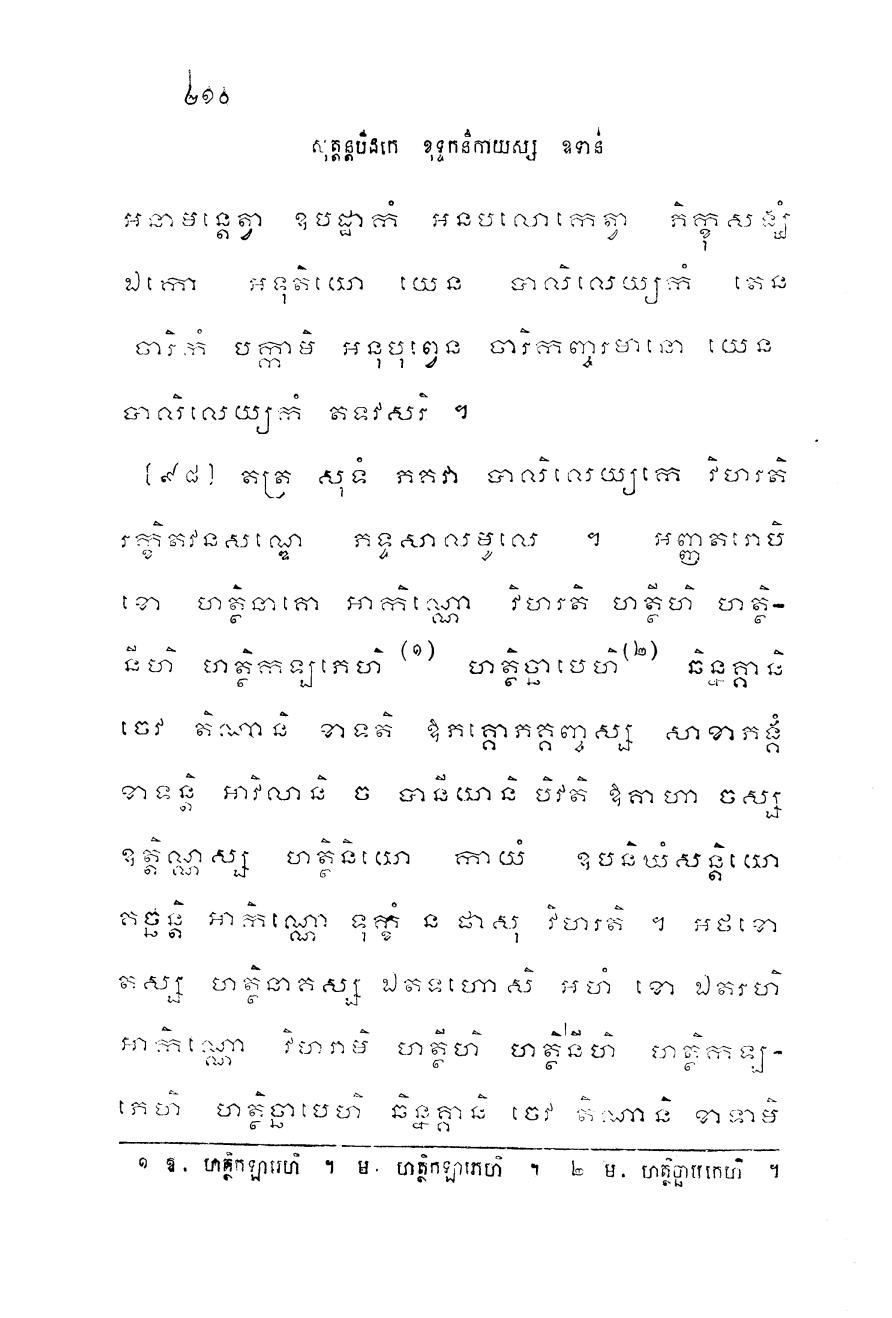 ២១០
សុត្តន្តបិដកេ ខុទ្ទកនិកាយស្ស ឧទានំ
អនាមន្តេត្វា ឧបដ្ឋាកំ អនបលោកេត្វា ភិក្ខុសង្ឃំ
ឯកោ អទុតិយោ យេន បាលិលេយ្យកំ តេន
ចារិកំ បក្កាមិ អនុបុព្វេន ចារិកញ្ចរមានោ យេន
បាលិលេយ្យកំ តទវសរិ ។
[៩៨] តត្រ សុទំ ភគវា បាលិលេយ្យកេ វិហរតិ
រក្ខិតវនសណ្ឌេ ភទ្ទសាលមូលេ ។ អញ្ញតរោបិ
ខោ ហត្ថិនាគោ អាកិណ្ណោ វិហរតិ ហត្ថីហិ ហត្ថិ-
នីហិ ហត្ថិកឡ្បភេហិ (១) ហត្ថិច្ឆាបេហិ (២) ឆិន្នគ្គានិ
ចេវ តិណានិ ខាទតិ ឱភគ្គោភគ្គញ្ចស្ស សាខាភង្គំ
ខាទន្តិ អាវិលានិ ច បានីយានិ បិវតិ ឱគាហា ចស្ស
ឧត្តិណ្ណស្ស ហត្ថិនិយោ កាយំ ឧបនិឃំសន្តិយោ
គច្ឆន្តិ អាកិណ្ណោ ទុក្ខំ ន ផាសុ វិហរតិ ។ អថខោ
តស្ស ហត្ថិនាគស្ស ឯតទហោសិ អហំ ខោ ឯតរហិ
អាកិណ្ណោ វិហរាមិ ហត្ថីហិ ហត្ថិនីហិ ហត្ថិកឡ្ប-
ភេហិ ហត្ថិច្ឆាបេហិ ឆិន្នគ្គានិ ចេវ តិណានិ ខាទាមិ
១ ឱ. ហត្ថិកឡារេហិ ។ ម. ហត្ថិកឡាភេហិ ។ ២ ម. ហត្ថិច្ឆាបកេហិ ។